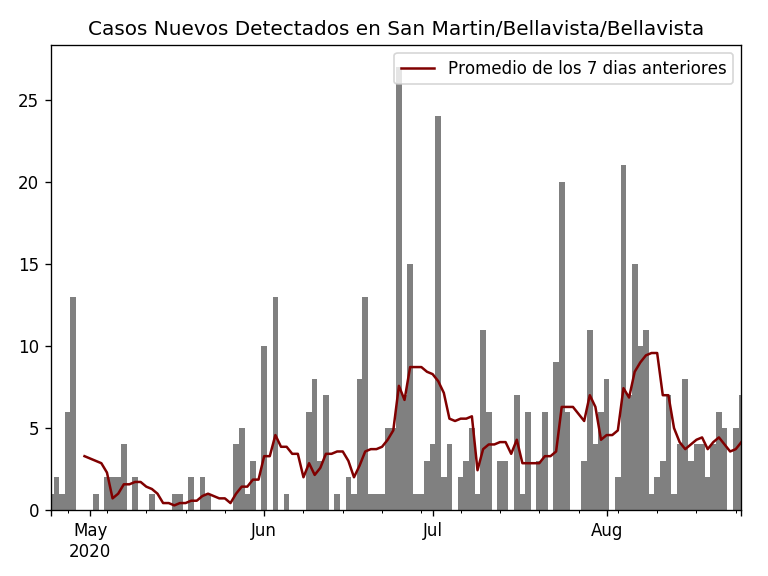 Casos Nuevos Detectados en San Martin/Bellavista/Bellavista
Promedio de los 7 dias anteriores
25
20
15
10
5
0
May
2020
Jun
Jul
Aug